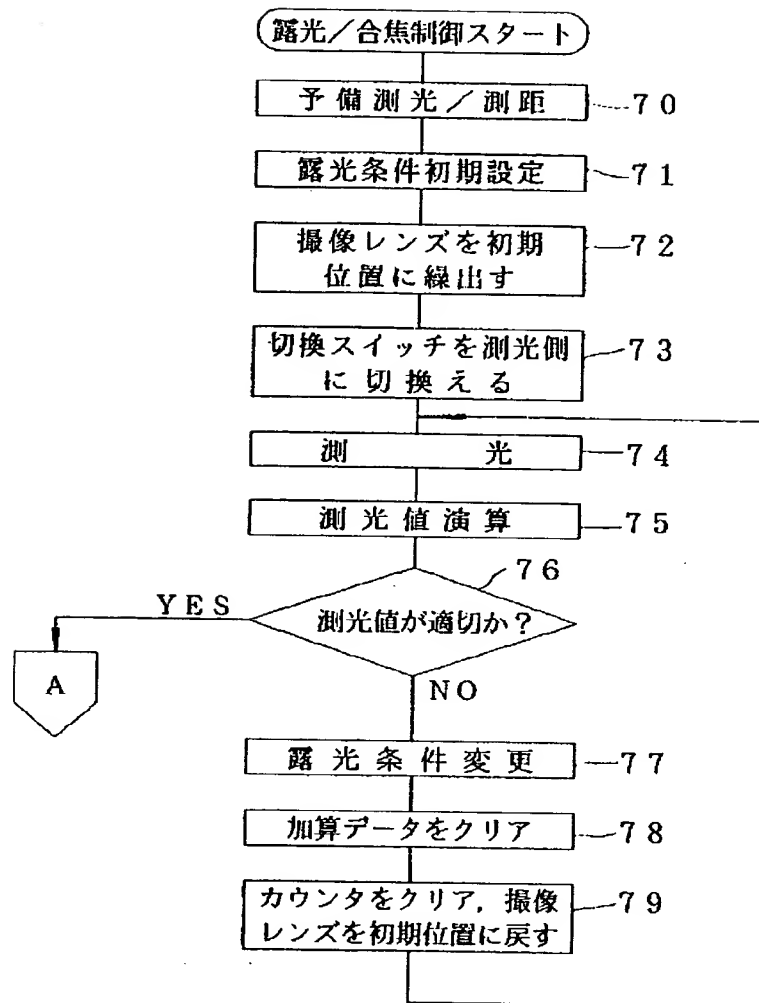 露光／合焦制御スタート
予備測光／測距
70
露光条件初期設定
71
撮像レンズを初期
位置に繰出す
72
切換スイッチを測光側
に切換える
73
測光
74
測光値演算
75
76
YES
測光値が適切か？
A
NO
露光条件変更
77
加算データをクリア
78
カウンタをクリア，撮像
レンズを初期位置に戻す
79